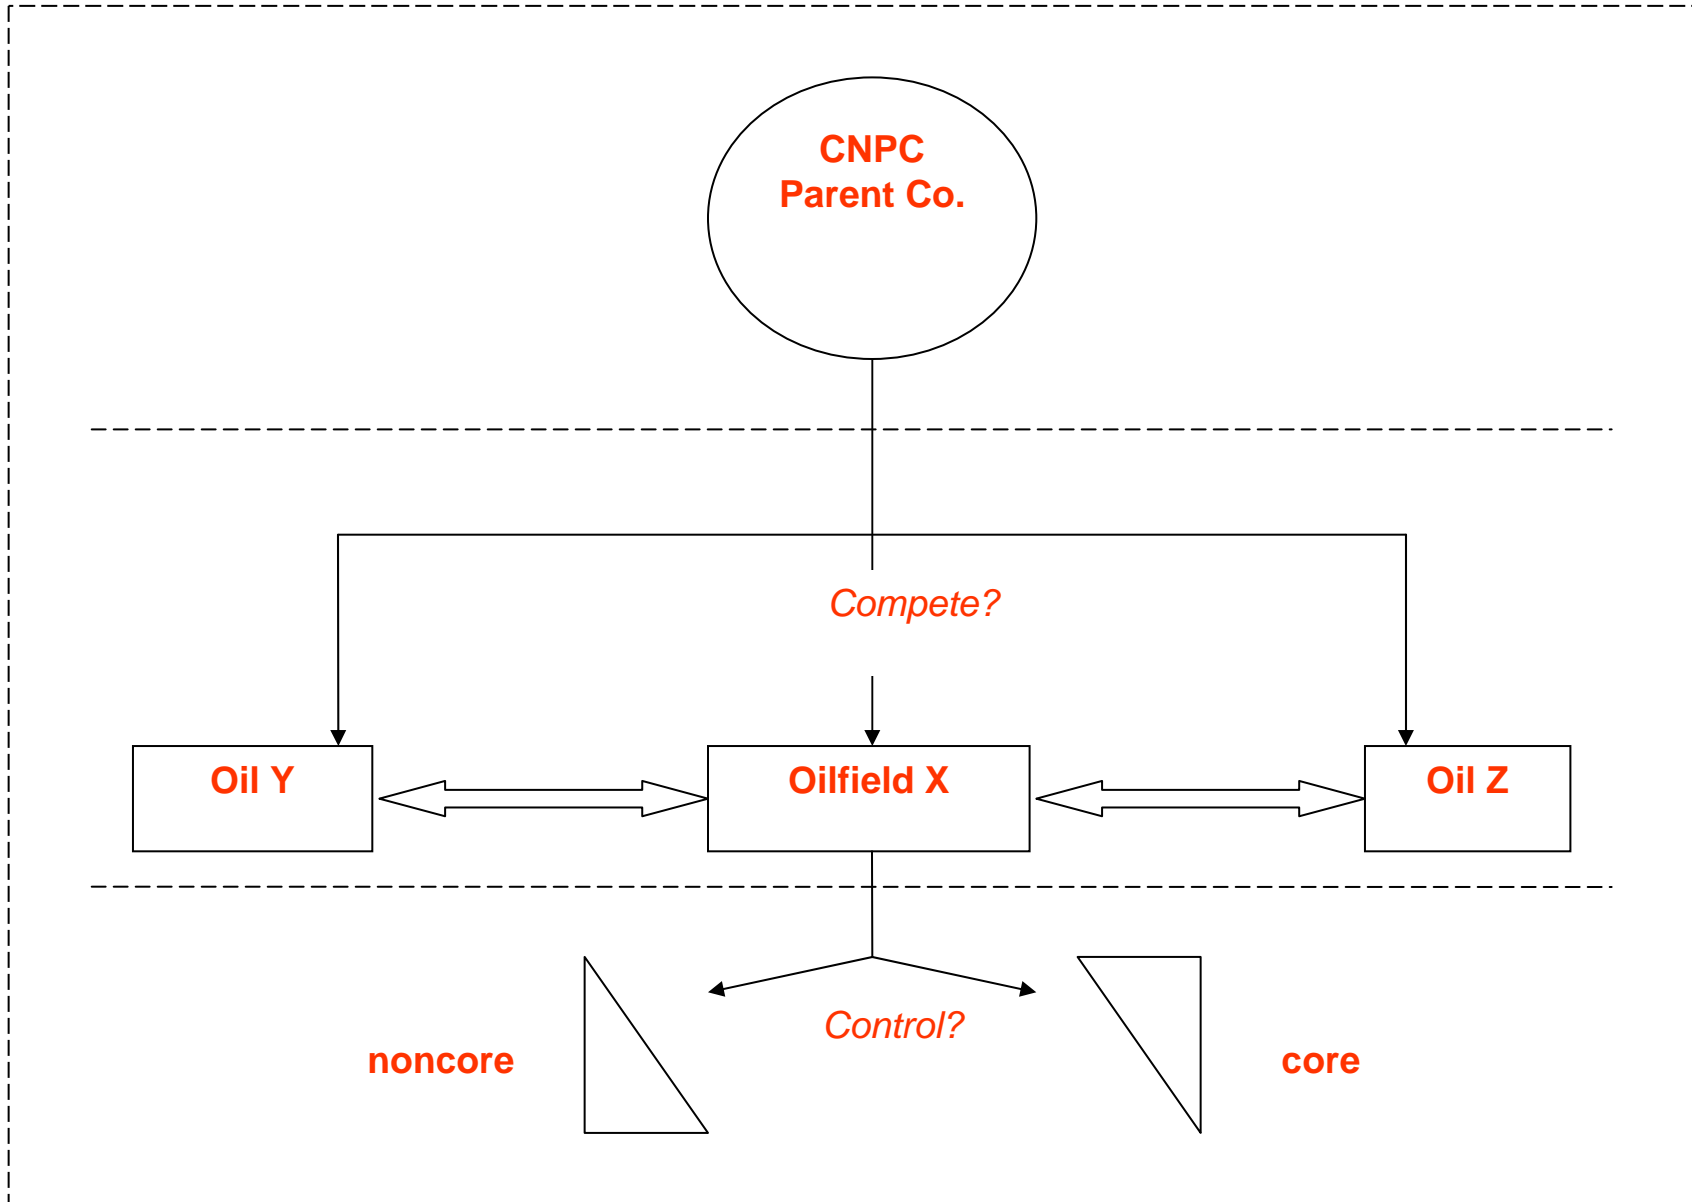 CNPC
Parent Co.
Compete?
Oil Y
Oilfield X
Oil Z
Control?
noncore
core